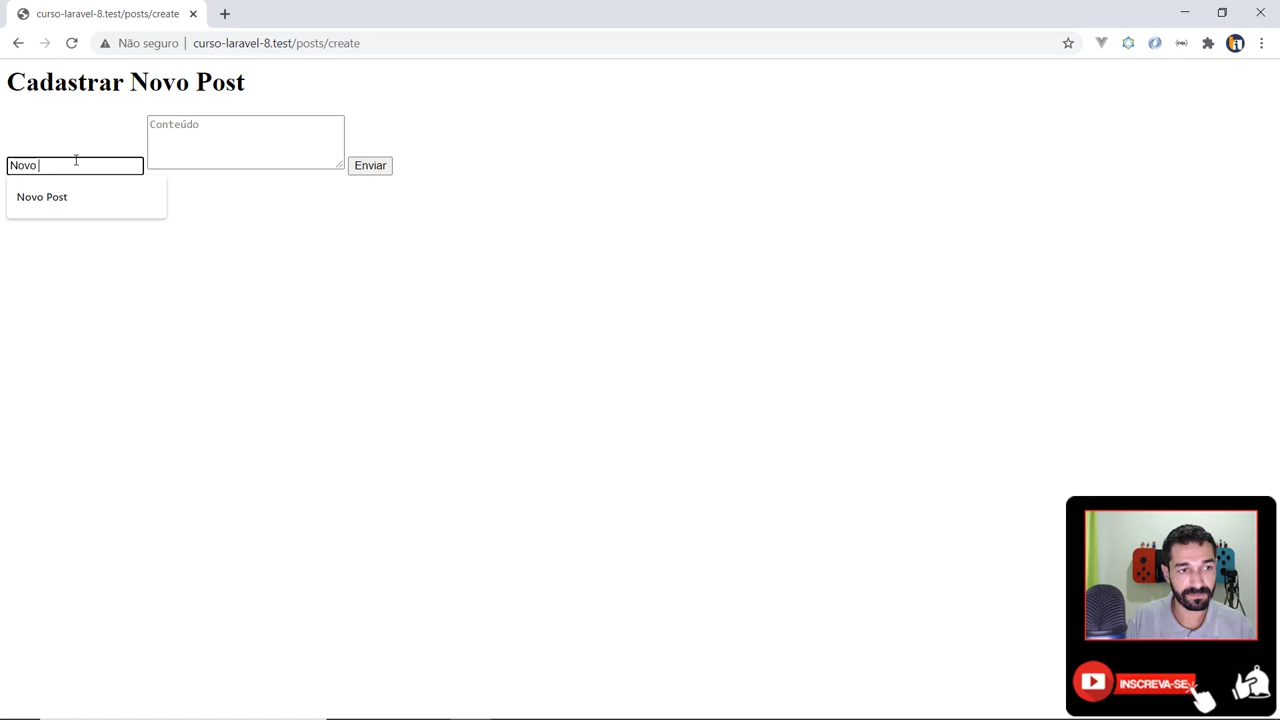 curso-laravel-8.test/posts/create
Não seguro
curso-laravel-8.test/posts/create
Cadastrar Novo Post
Conteúdo
Novo
Enviar
Novo Post
INSCREVA-SE